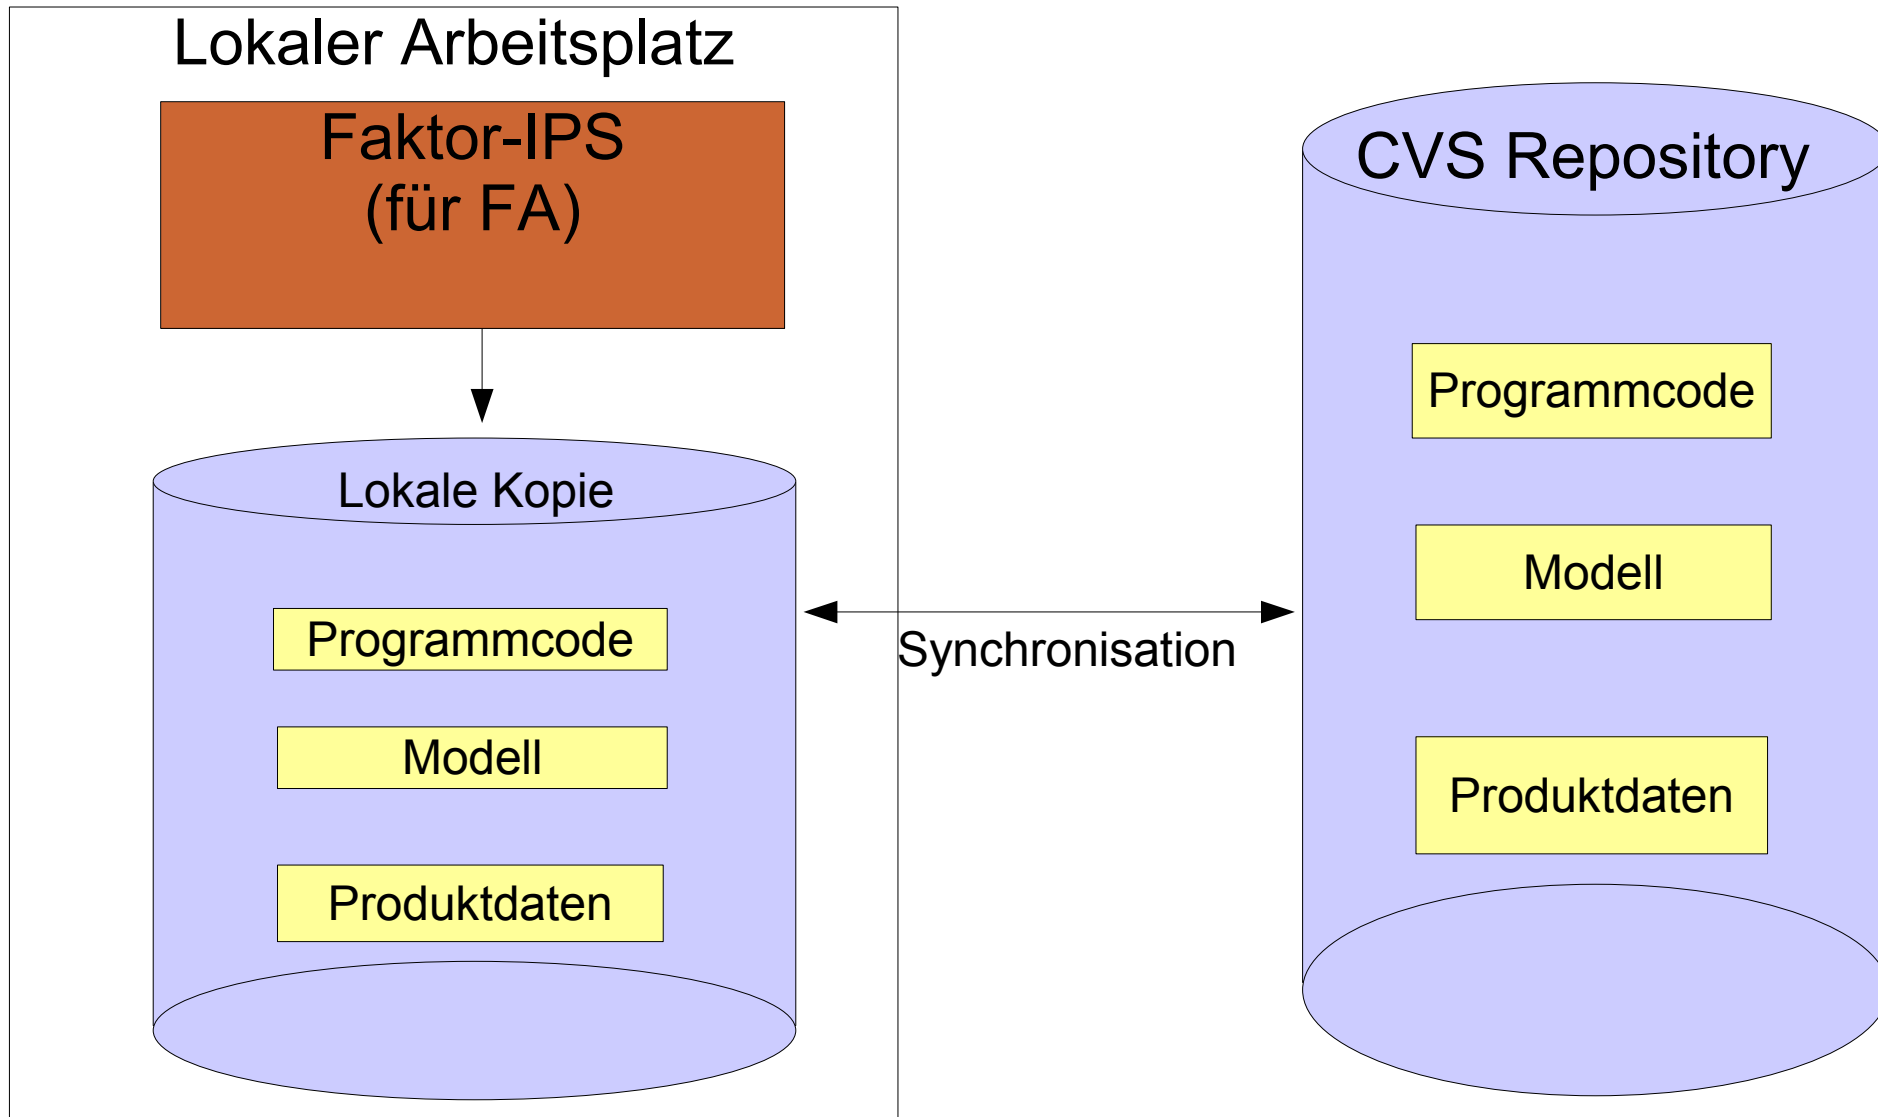 Lokaler Arbeitsplatz
Faktor-IPS
(für FA)
Lokale Kopie
Programmcode
Modell
Produktdaten
Synchronisation
CVS Repository
Programmcode
Modell
Produktdaten